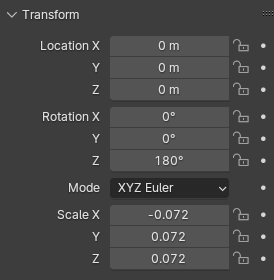 Transform
Location X 0 m
Y 0 m
Z 0 m
Rotation X 0°
Y 0°
Z 180°
Mode XYZ Euler
Scale X -0.072
Y 0.072
Z 0.072